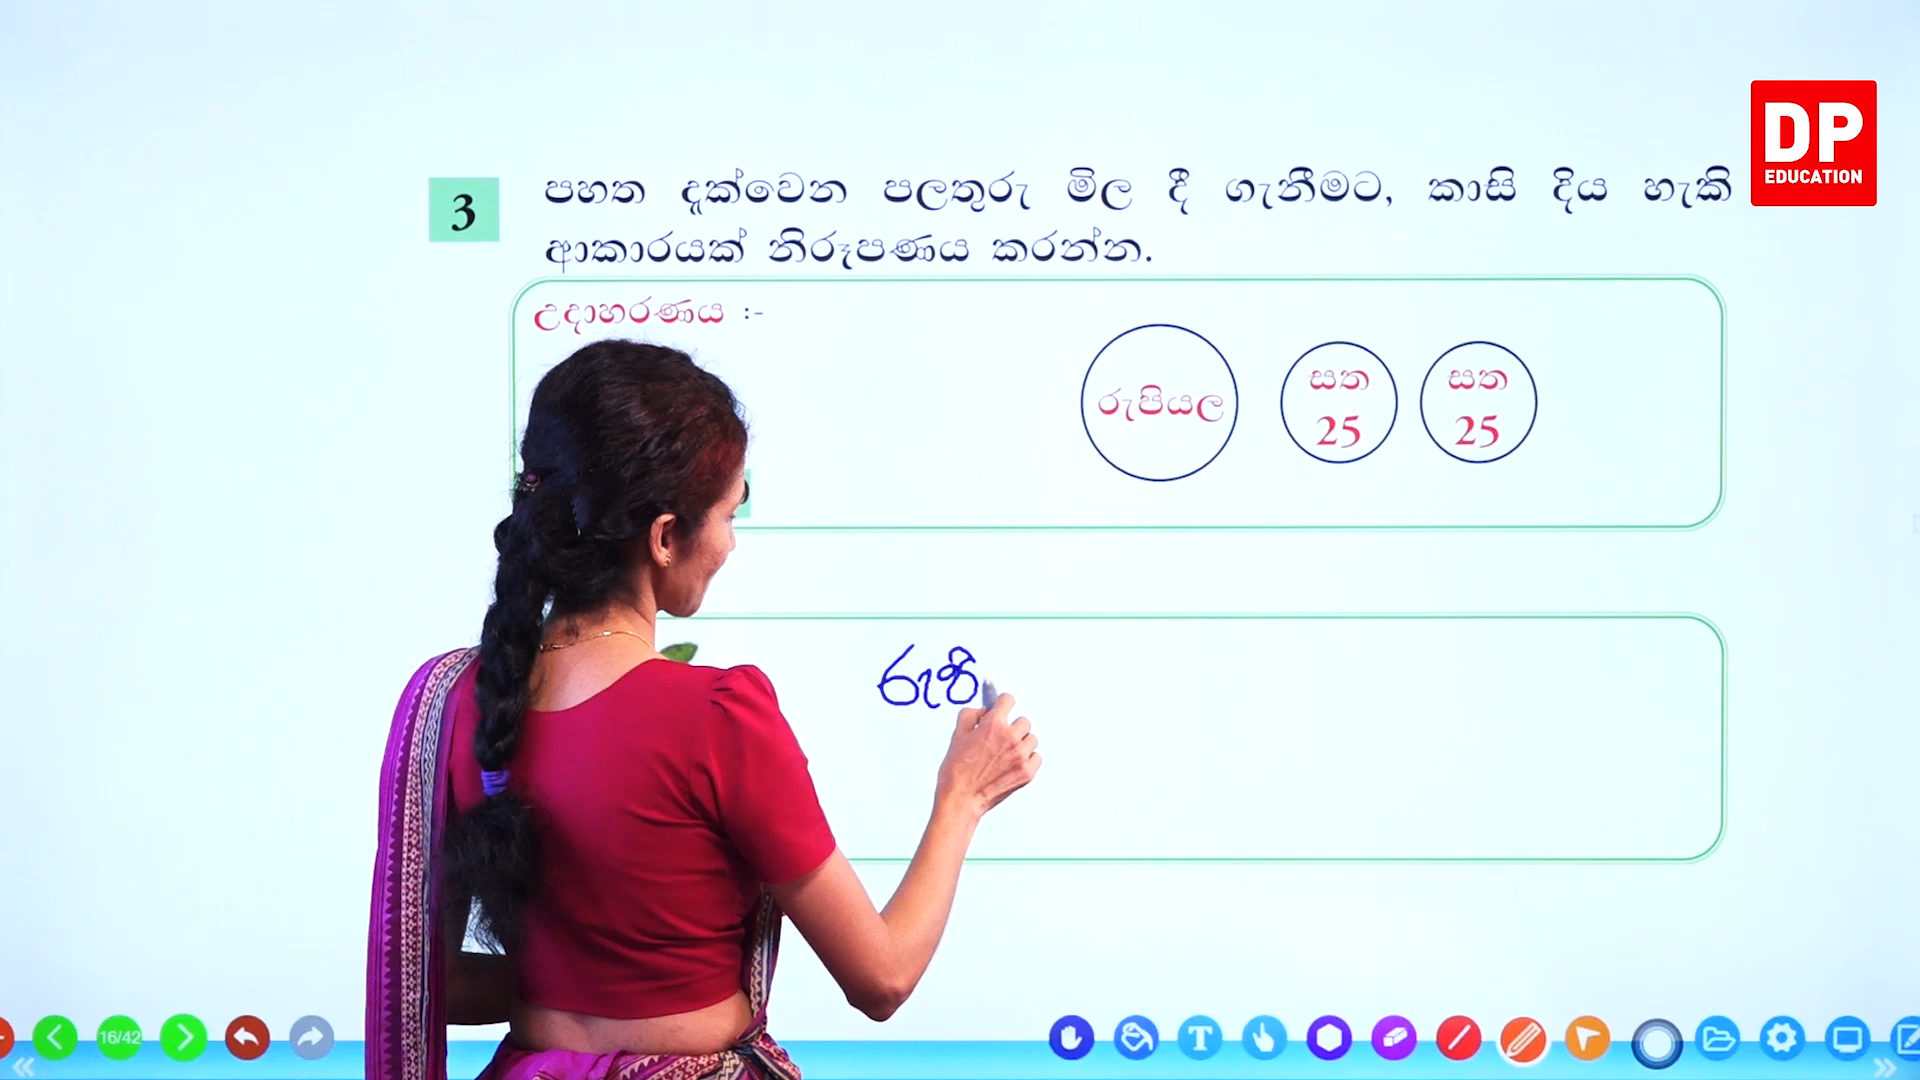 DP
EDUCATION
3
පහත දැක්වෙන පලතුරු මිල දී ගැනීමට, කාසි දිය හැකි
ආකාරයක් නිරූපණය කරන්න.
උදාහරණය :-
රුපියල
සත
25
සත
25
රුපි
16/42
T